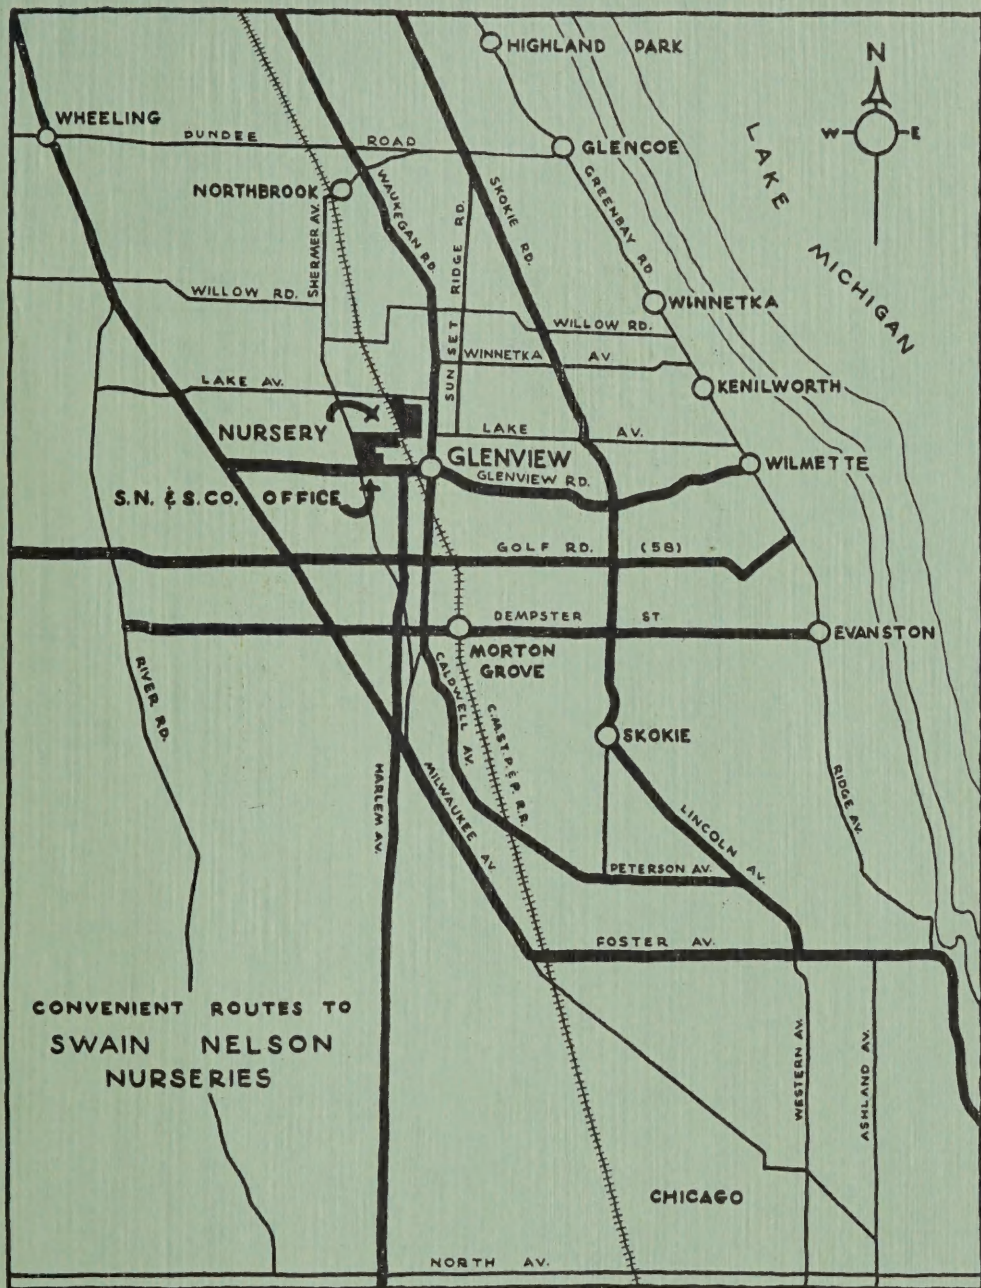 HIGHLAND PARK
N
W
E
LAKE MICHIGAN
WHEELING
DUNDEE ROAD
GLENCOE
NORTHBROOK
SHERMER AV.
WAUKEGAN RD.
SUNSET RIDGE RD.
SKOKIE RD.
GREENBAY RD.
WILLOW RD.
WINNETKA
WILLOW RD.
WINNETKA AV.
LAKE AV.
KENILWORTH
NURSERY
LAKE AV.
GLENVIEW
WILMETTE
GLENVIEW RD.
S.N. & S.CO. OFFICE
GOLF RD. (58)
DEMPSTER ST.
EVANSTON
MORTON
GROVE
RIVER RD.
CALDWELL AV.
C.M.ST.P. & P. R.R.
SKOKIE
HARLEM AV.
MILWAUKEE AV.
LINCOLN AV.
RIDGE AV.
PETERSON AV.
FOSTER AV.
CONVENIENT ROUTES TO
SWAIN NELSON
NURSERIES
WESTERN AV.
ASHLAND AV.
CHICAGO
NORTH AV.